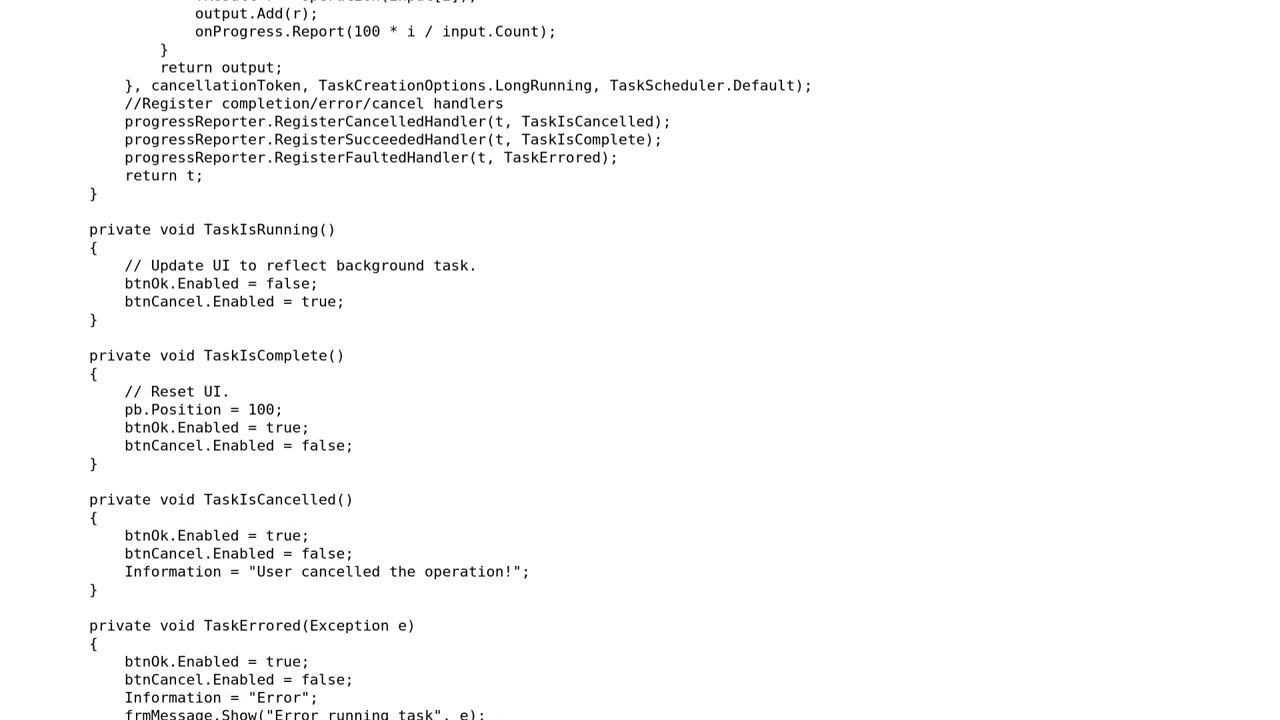 output.Add(r);
onProgress.Report(100 * i / input.Count);
}
return output;
}, cancellationToken, TaskCreationOptions.LongRunning, TaskScheduler.Default);
//Register completion/error/cancel handlers
progressReporter.RegisterCancelledHandler(t, TaskIsCancelled);
progressReporter.RegisterSucceededHandler(t, TaskIsComplete);
progressReporter.RegisterFaultedHandler(t, TaskErrored);
return t;
}
private void TaskIsRunning()
{
// Update UI to reflect background task.
btnOk.Enabled = false;
btnCancel.Enabled = true;
}
private void TaskIsComplete()
{
// Reset UI.
pb.Position = 100;
btnOk.Enabled = true;
btnCancel.Enabled = false;
}
private void TaskIsCancelled()
{
btnOk.Enabled = true;
btnCancel.Enabled = false;
Information = "User cancelled the operation!";
}
private void TaskErrored(Exception e)
{
btnOk.Enabled = true;
btnCancel.Enabled = false;
Information = "Error";
frmMessage.Show("Error running task", e);